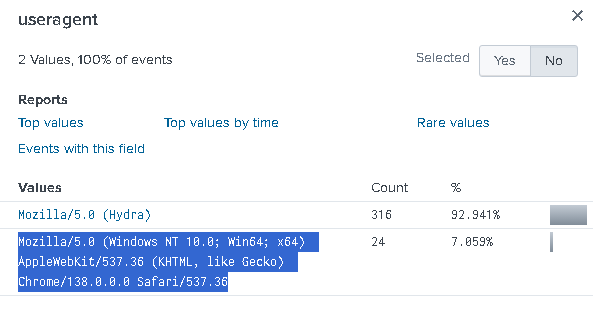 useragent
2 Values, 100% of events
Selected
Yes
No
Reports
Top values
Top values by time
Rare values
Events with this field
Values Count %
Mozilla/5.0 (Hydra) 316 92.941%
Mozilla/5.0 (Windows NT 10.0; Win64; x64) 24 7.059%
AppleWebKit/537.36 (KHTML, like Gecko)
Chrome/138.0.0.0 Safari/537.36